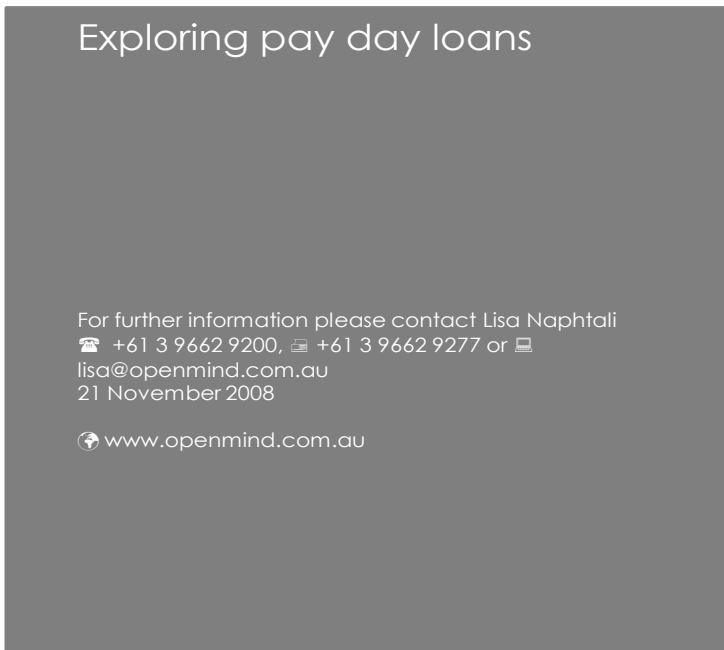 Exploring pay day loans
For further information please contact Lisa Naphtali
☎ +61 3 9662 9200, 📠 +61 3 9662 9277 or 💻
lisa@openmind.com.au
21 November 2008
www.openmind.com.au